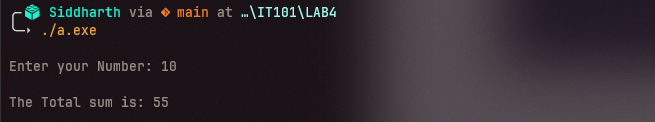 Siddharth via main at …\IT101\LAB4
./a.exe
Enter your Number: 10
The Total sum is: 55